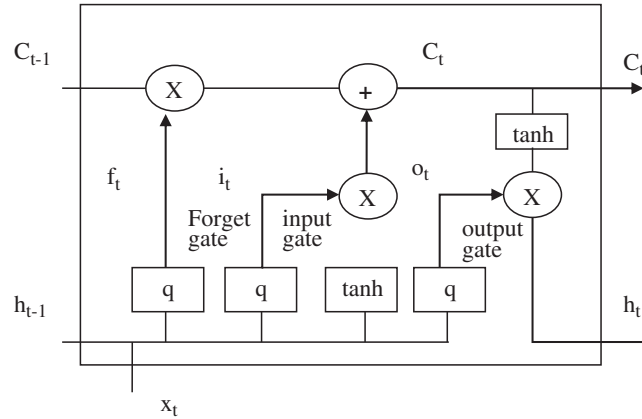 C_{t-1}
C_t
C_t
X
+
tanh
f_t
i_t
o_t
X
X
Forget
gate
input
gate
output
gate
q
q
tanh
q
h_{t-1}
h_t
x_t